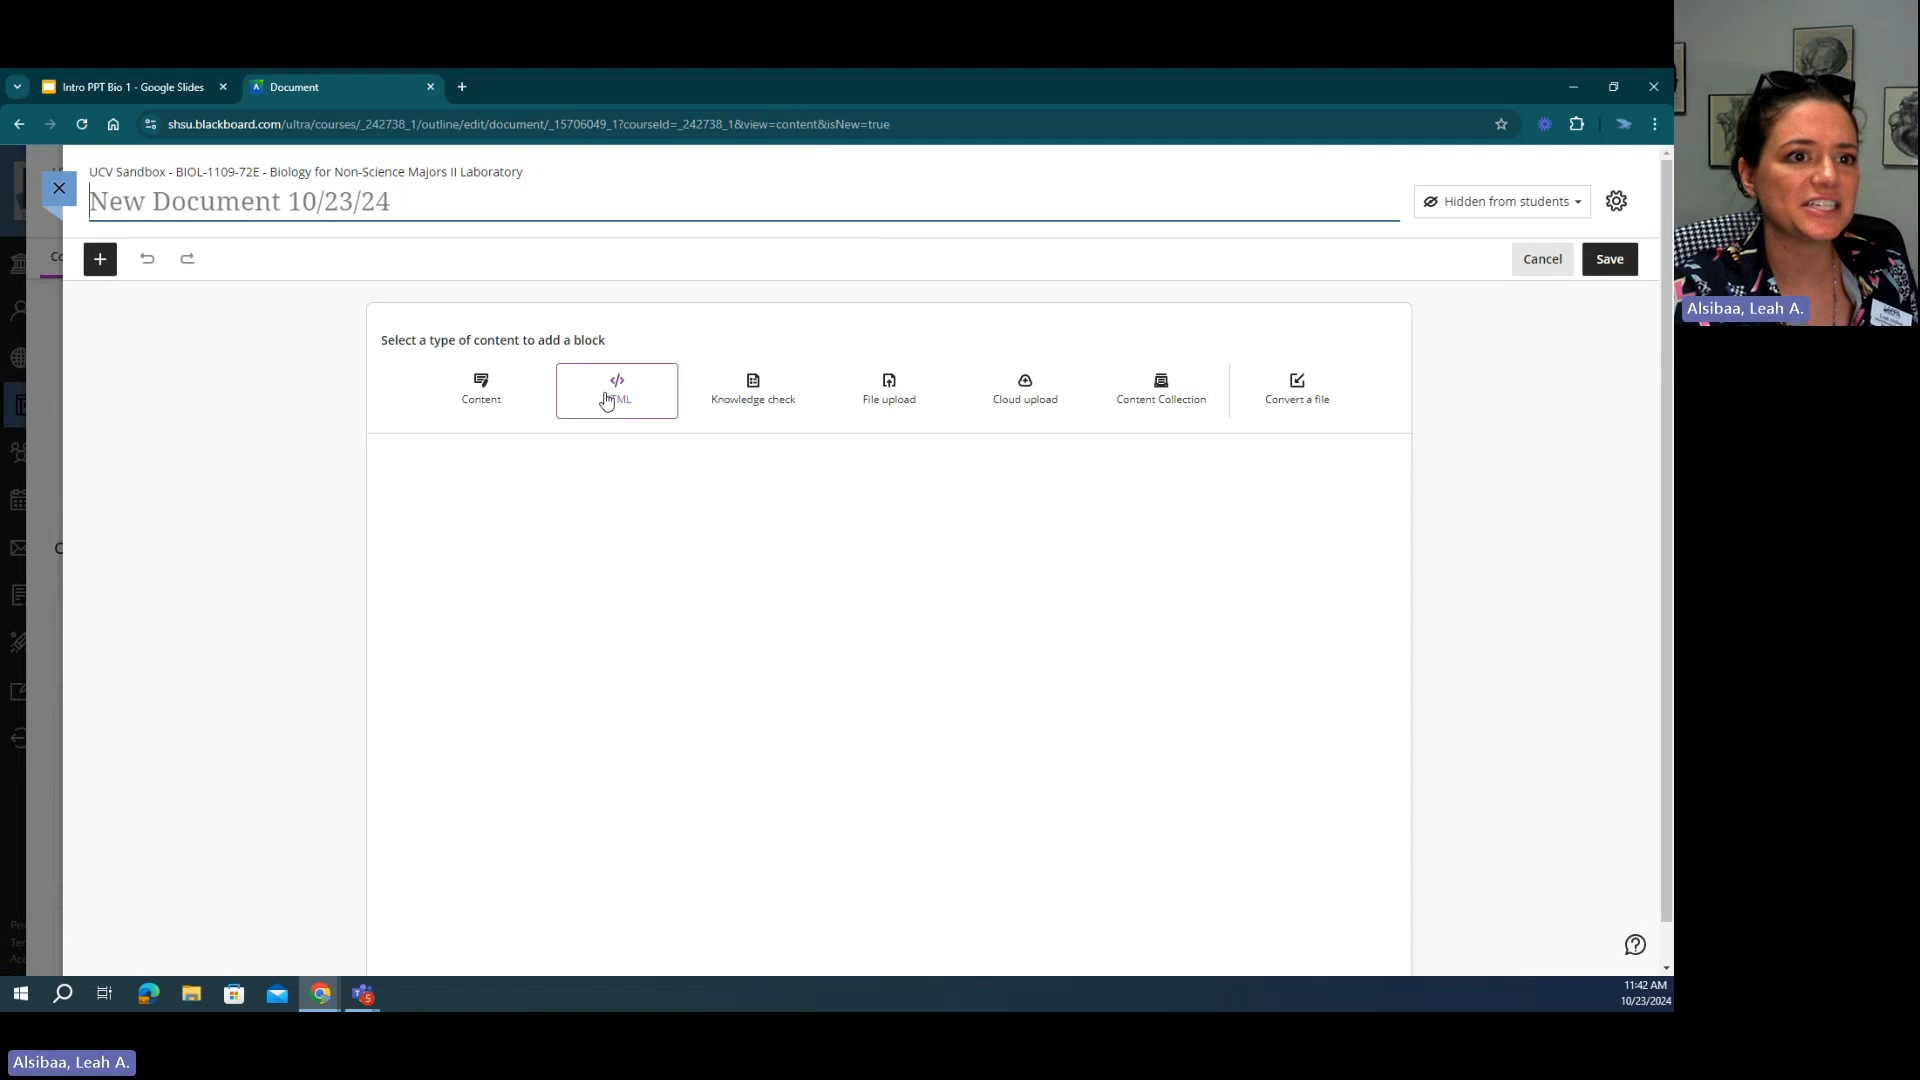 Intro PPT Bio 1 - Google Slides
Document
shsu.blackboard.com/ultra/courses/_242738_1/outline/edit/document/_15706049_1?courseId=_242738_1&view=content&isNew=true
UCV Sandbox - BIOL-1109-72E - Biology for Non-Science Majors II Laboratory
New Document 10/23/24
Hidden from students
Cancel
Save
Select a type of content to add a block
Content
HTML
Knowledge check
File upload
Cloud upload
Content Collection
Convert a file
Alsibaa, Leah A.
5
11:42 AM
10/23/2024
Alsibaa, Leah A.